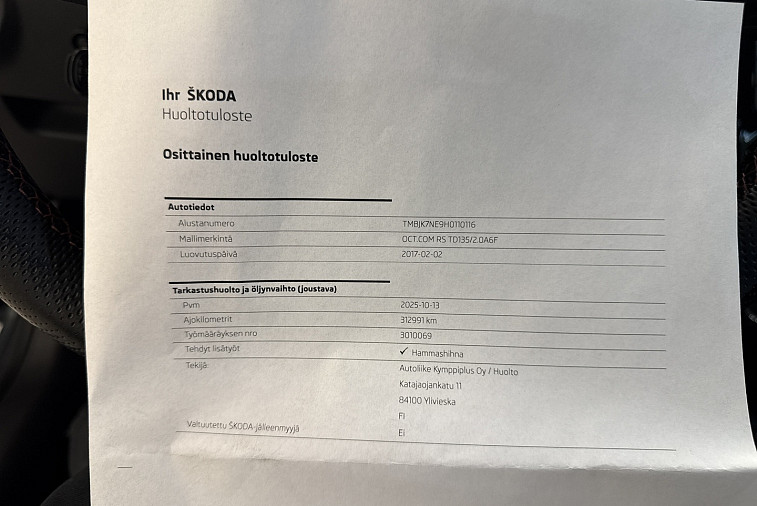 Ihr ŠKODA
Huoltotuloste
Osittainen huoltotuloste
Autotiedot
Alustanumero TMBJK7NE9H0110116
Mallimerkintä OCT.COM RS TD135/2.0A6F
Luovutuspäivä 2017-02-02
Tarkastushuolto ja öljynvaihto (joustava)
Pvm 2025-10-13
Ajokilometrit 312991 km
Työmääräyksen nro 3010069
Tehdyt lisätyöt ✓ Hammashihna
Tekijä Autoliike Kymppiplus Oy / Huolto
Katajaojankatu 11
84100 Ylivieska
FI
Valtuutettu ŠKODA-jälleenmyyjä Ei